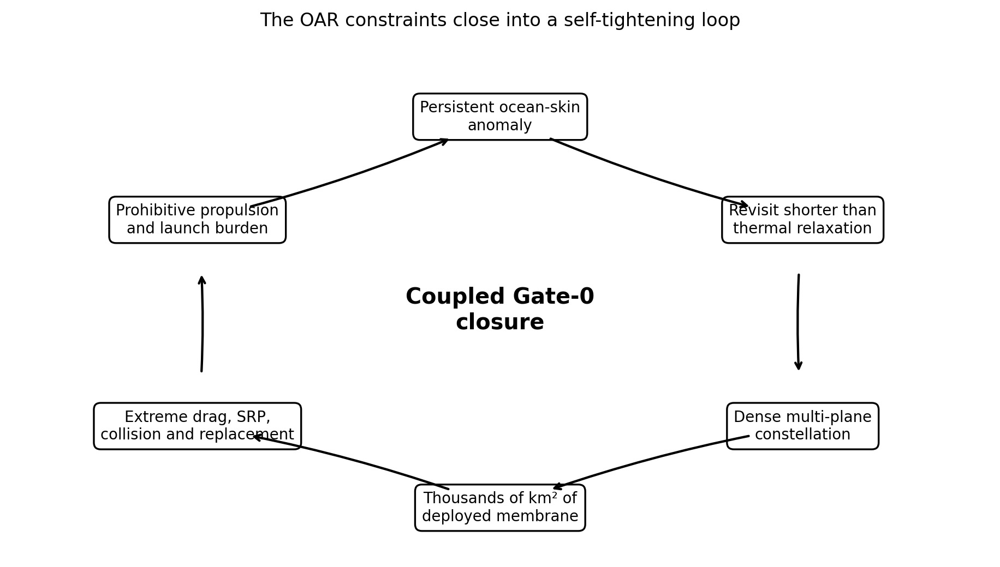 The OAR constraints close into a self-tightening loop
Persistent ocean-skin
anomaly
Prohibitive propulsion
and launch burden
Revisit shorter than
thermal relaxation
Coupled Gate-0
closure
Extreme drag, SRP,
collision and replacement
Dense multi-plane
constellation
Thousands of km² of
deployed membrane